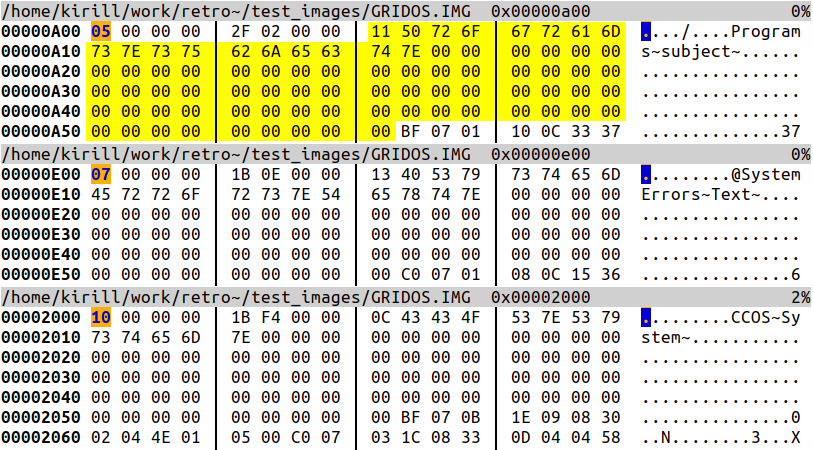 /home/kirill/work/retro~/test_images/GRIDOS.IMG 0x00000a00 0%
00000A00 05 00 00 00 2F 02 00 00 11 50 72 6F 67 72 61 6D ..../....Program
00000A10 73 7E 73 75 62 6A 65 63 74 7E 00 00 00 00 00 00 s~subject~......
00000A20 00 00 00 00 00 00 00 00 00 00 00 00 00 00 00 00 ................
00000A30 00 00 00 00 00 00 00 00 00 00 00 00 00 00 00 00 ................
00000A40 00 00 00 00 00 00 00 00 00 00 00 00 00 00 00 00 ................
00000A50 00 00 00 00 00 00 00 00 00 BF 07 01 10 0C 33 37 ..............37
/home/kirill/work/retro~/test_images/GRIDOS.IMG 0x00000e00 0%
00000E00 07 00 00 00 1B 0E 00 00 13 40 53 79 73 74 65 6D .........@System
00000E10 45 72 72 6F 72 73 7E 54 65 78 74 7E 00 00 00 00 Errors~Text~....
00000E20 00 00 00 00 00 00 00 00 00 00 00 00 00 00 00 00 ................
00000E30 00 00 00 00 00 00 00 00 00 00 00 00 00 00 00 00 ................
00000E40 00 00 00 00 00 00 00 00 00 00 00 00 00 00 00 00 ................
00000E50 00 00 00 00 00 00 00 00 00 C0 07 01 08 0C 15 36 ...............6
/home/kirill/work/retro~/test_images/GRIDOS.IMG 0x00002000 2%
00002000 10 00 00 00 1B F4 00 00 0C 43 43 4F 53 7E 53 79 .........CCOS~Sy
00002010 73 74 65 6D 7E 00 00 00 00 00 00 00 00 00 00 00 stem~...........
00002020 00 00 00 00 00 00 00 00 00 00 00 00 00 00 00 00 ................
00002030 00 00 00 00 00 00 00 00 00 00 00 00 00 00 00 00 ................
00002040 00 00 00 00 00 00 00 00 00 00 00 00 00 00 00 00 ................
00002050 00 00 00 00 00 00 00 00 00 BF 07 0B 1E 09 08 30 ...............0
00002060 02 04 4E 01 05 00 C0 07 03 1C 08 33 0D 04 04 58 ..N........3...X